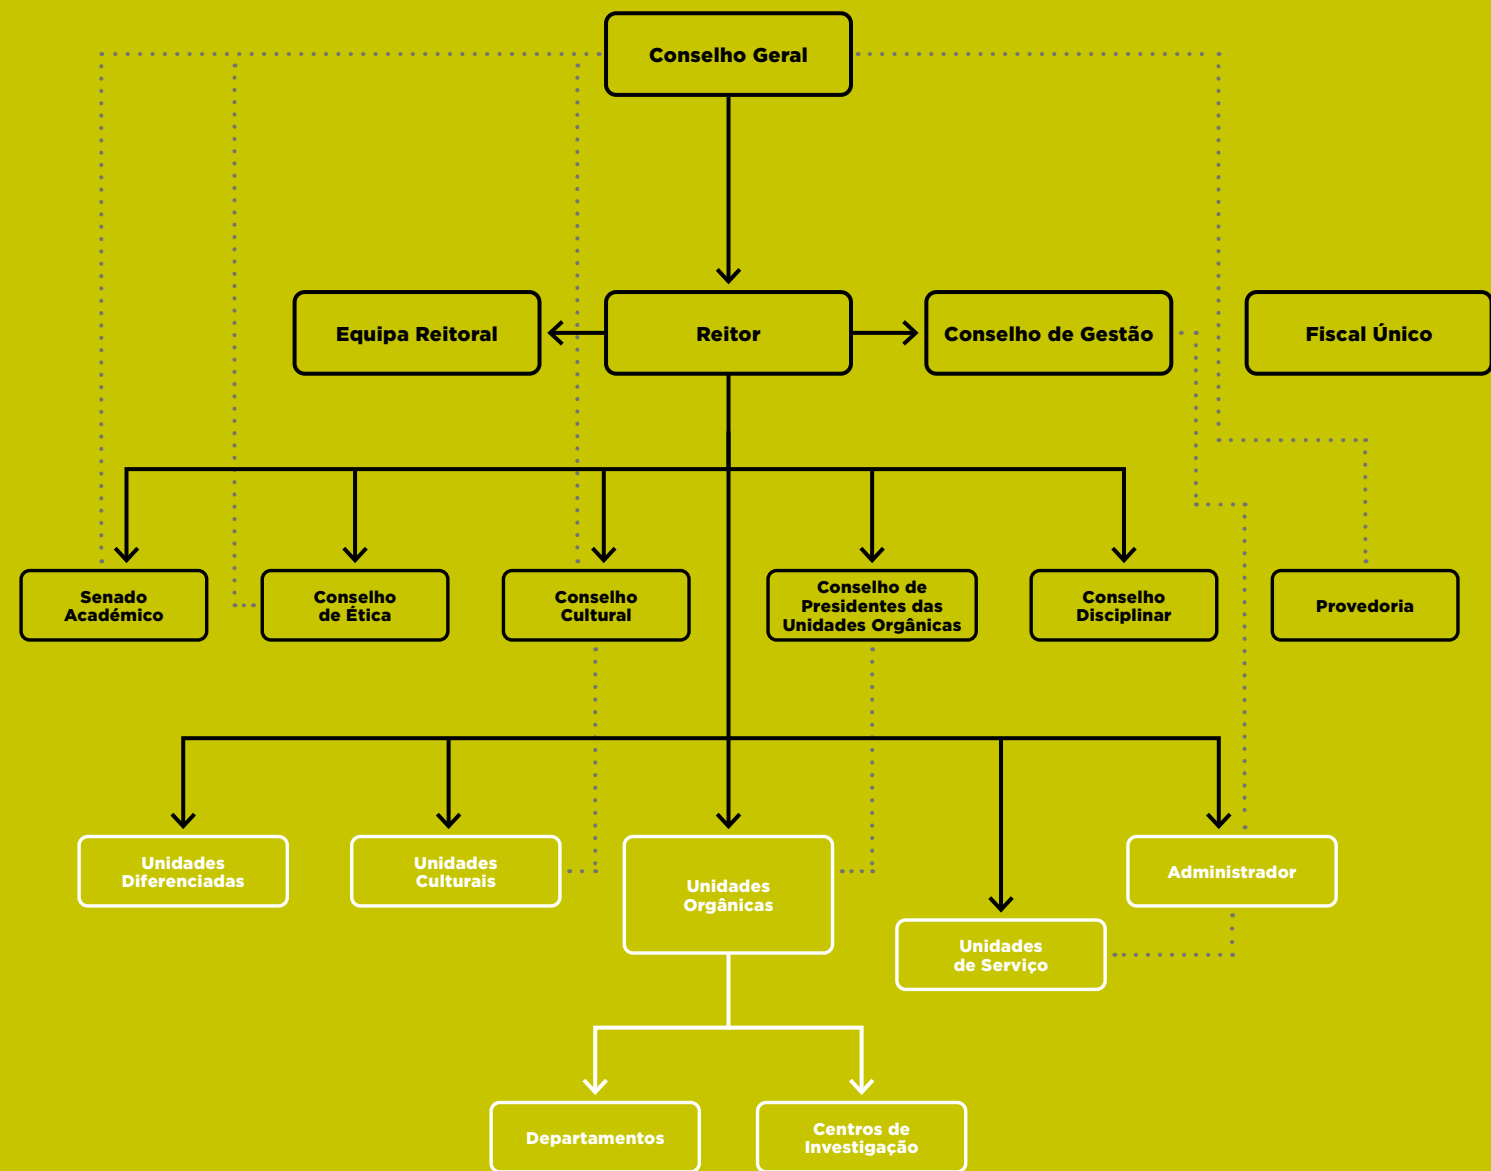 Conselho Geral
Equipa Reitoral
Reitor
Conselho de Gestão
Fiscal Único
Senado
Académico
Conselho
de Ética
Conselho
Cultural
Conselho de
Presidentes das
Unidades Orgânicas
Conselho
Disciplinar
Provedoria
Unidades
Diferenciadas
Unidades
Culturais
Unidades
Orgânicas
Administrador
Unidades
de Serviço
Departamentos
Centros de
Investigação